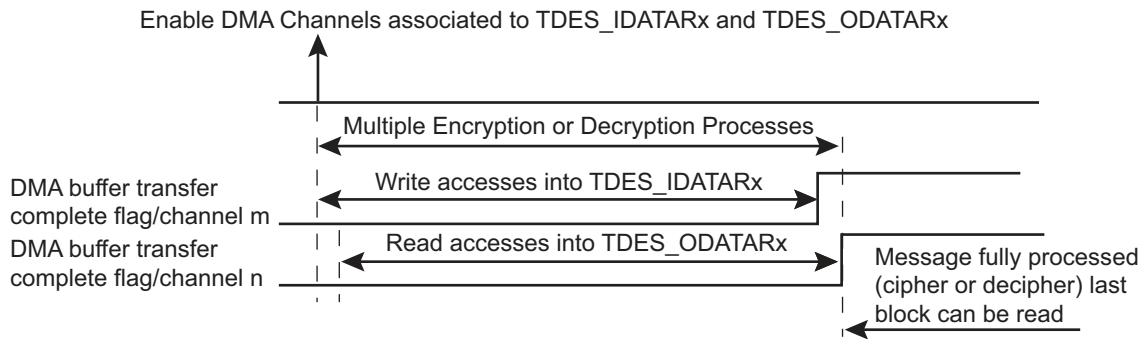 Enable DMA Channels associated to TDES_IDATARx and TDES_ODATARx
Multiple Encryption or Decryption Processes
DMA buffer transfer
complete flag/channel m
Write accesses into TDES_IDATARx
DMA buffer transfer
complete flag/channel n
Read accesses into TDES_ODATARx
Message fully processed
(cipher or decipher) last
block can be read